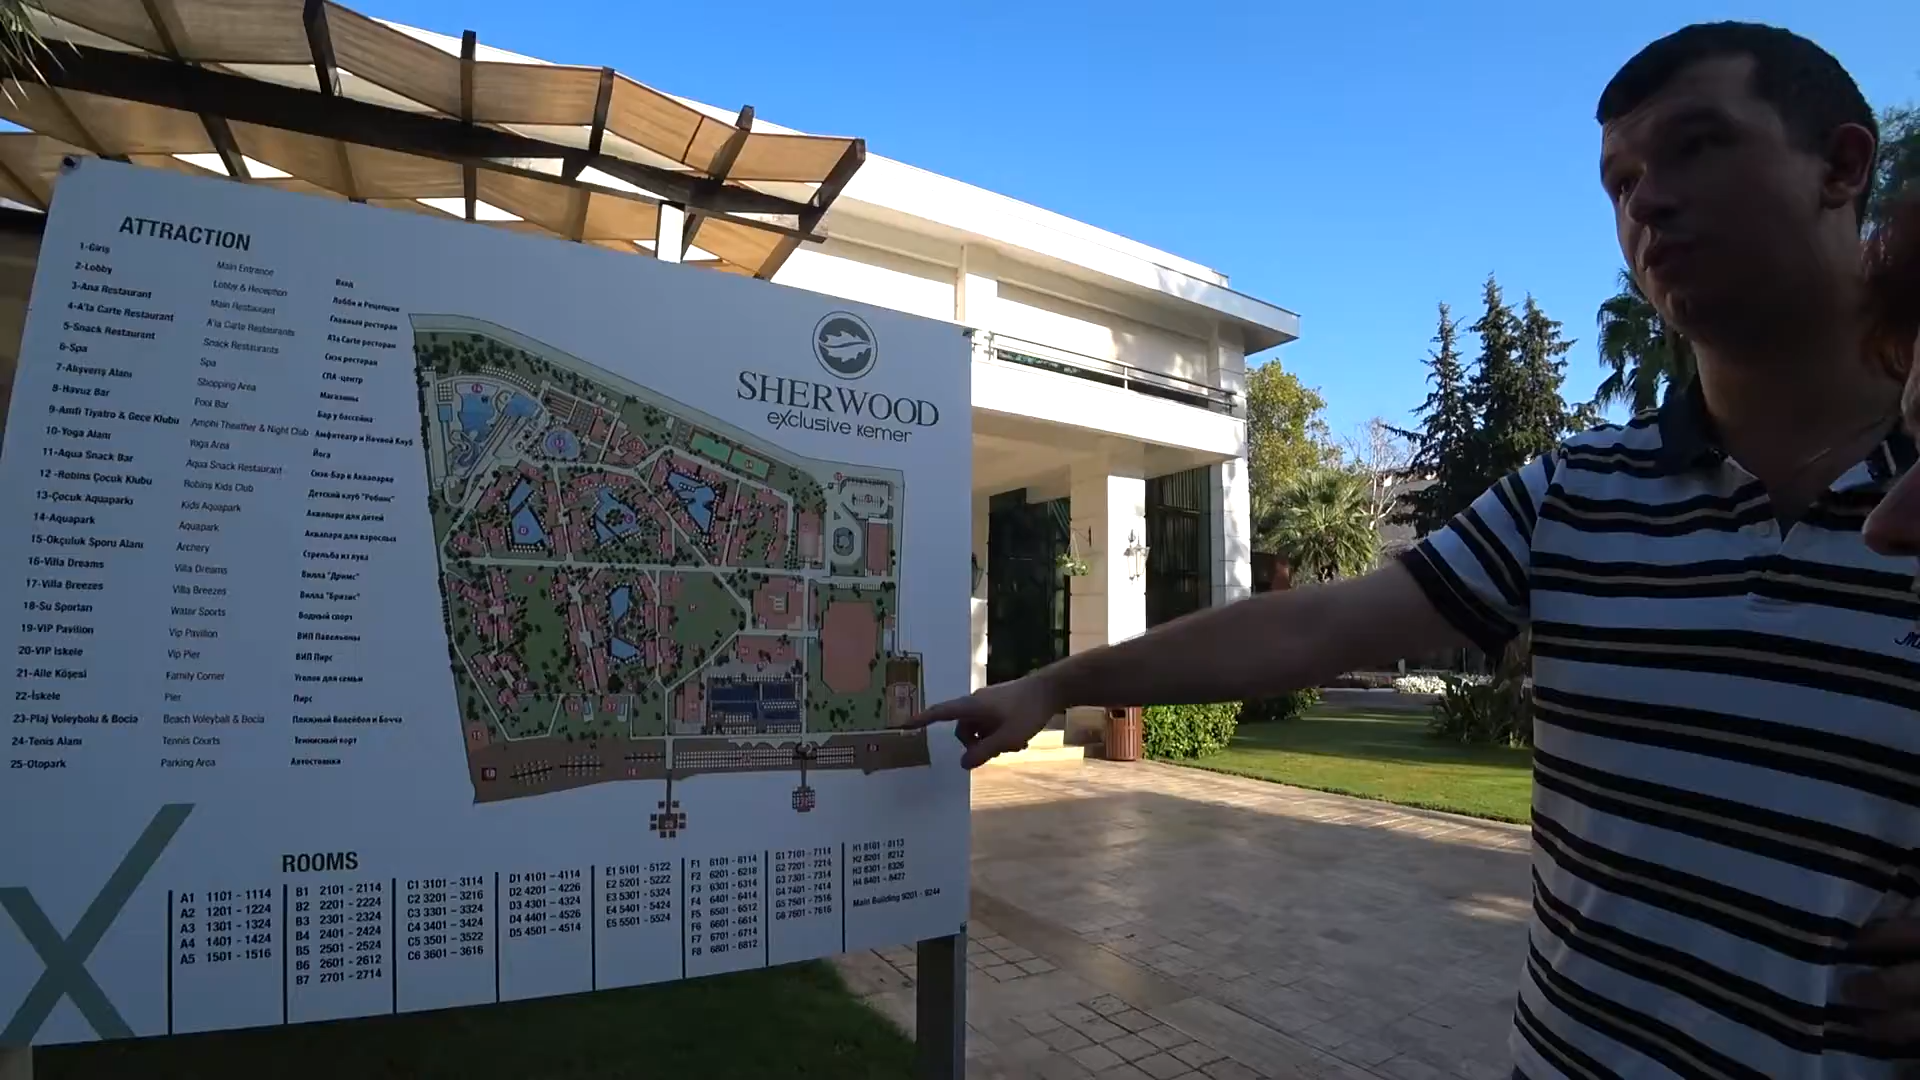 ATTRACTION
1-Giriş Main Entrance Вход
2-Lobby Lobby & Reception Лобби и Рецепция
3-Ana Restaurant Main Restaurant Главный ресторан
4-A'la Carte Restaurant A'la Carte Restaurants A'la Carte ресторан
5-Snack Restaurant Snack Restaurants Снэк ресторан
6-Spa Spa СПА-центр
7-Alışveriş Alanı Shopping Area Магазины
8-Havuz Bar Pool Bar Бар у бассейна
9-Amfi Tiyatro & Gece Klubu Amphi Theather & Night Club Амфитеатр и Ночной Клуб
10-Yoga Alanı Yoga Area Йога
11-Aqua Snack Bar Aqua Snack Restaurant Снэк-Бар в Аквапарке
12-Robins Çocuk Klubu Robins Kids Club Детский клуб "Робинс"
13-Çocuk Aquaparkı Kids Aquapark Аквапарк для детей
14-Aquapark Aquapark Аквапарк для взрослых
15-Okçuluk Sporu Alanı Archery Стрельба из лука
16-Villa Dreams Villa Dreams Вилла "Дримс"
17-Villa Breezes Villa Breezes Вилла "Бризис"
18-Su Sporları Water Sports Водный спорт
19-VIP Pavilion Vip Pavilion ВИП Павельоны
20-VIP Iskele Vip Pier ВИП Пирс
21-Aile Köşesi Family Corner Уголок для семьи
22-İskele Pier Пирс
23-Plaj Voleybolu & Bocia Beach Voleyball & Bocia Пляжный Волейбол и Бочча
24-Tenis Alanı Tennis Courts Теннисный корт
25-Otopark Parking Area Автостоянка
SHERWOOD
exclusive kemer
X
ROOMS
A1 1101 - 1114
A2 1201 - 1224
A3 1301 - 1324
A4 1401 - 1424
A5 1501 - 1516
B1 2101 - 2114
B2 2201 - 2224
B3 2301 - 2324
B4 2401 - 2424
B5 2501 - 2524
B6 2601 - 2612
B7 2701 - 2714
C1 3101 - 3114
C2 3201 - 3216
C3 3301 - 3324
C4 3401 - 3424
C5 3501 - 3522
C6 3601 - 3616
D1 4101 - 4114
D2 4201 - 4226
D3 4301 - 4324
D4 4401 - 4526
D5 4501 - 4514
E1 5101 - 5122
E2 5201 - 5222
E3 5301 - 5324
E4 5401 - 5424
E5 5501 - 5524
F1 6101 - 6114
F2 6201 - 6218
F3 6301 - 6314
F4 6401 - 6414
F5 6501 - 6512
F6 6601 - 6614
F7 6701 - 6714
F8 6801 - 6812
G1 7101 - 7114
G2 7201 - 7214
G3 7301 - 7314
G4 7401 - 7414
G5 7501 - 7516
G6 7601 - 7616
H1 8101 - 8113
H2 8201 - 8212
H3 8301 - 8326
H4 8401 - 8427
Main Building 9201 - 9244